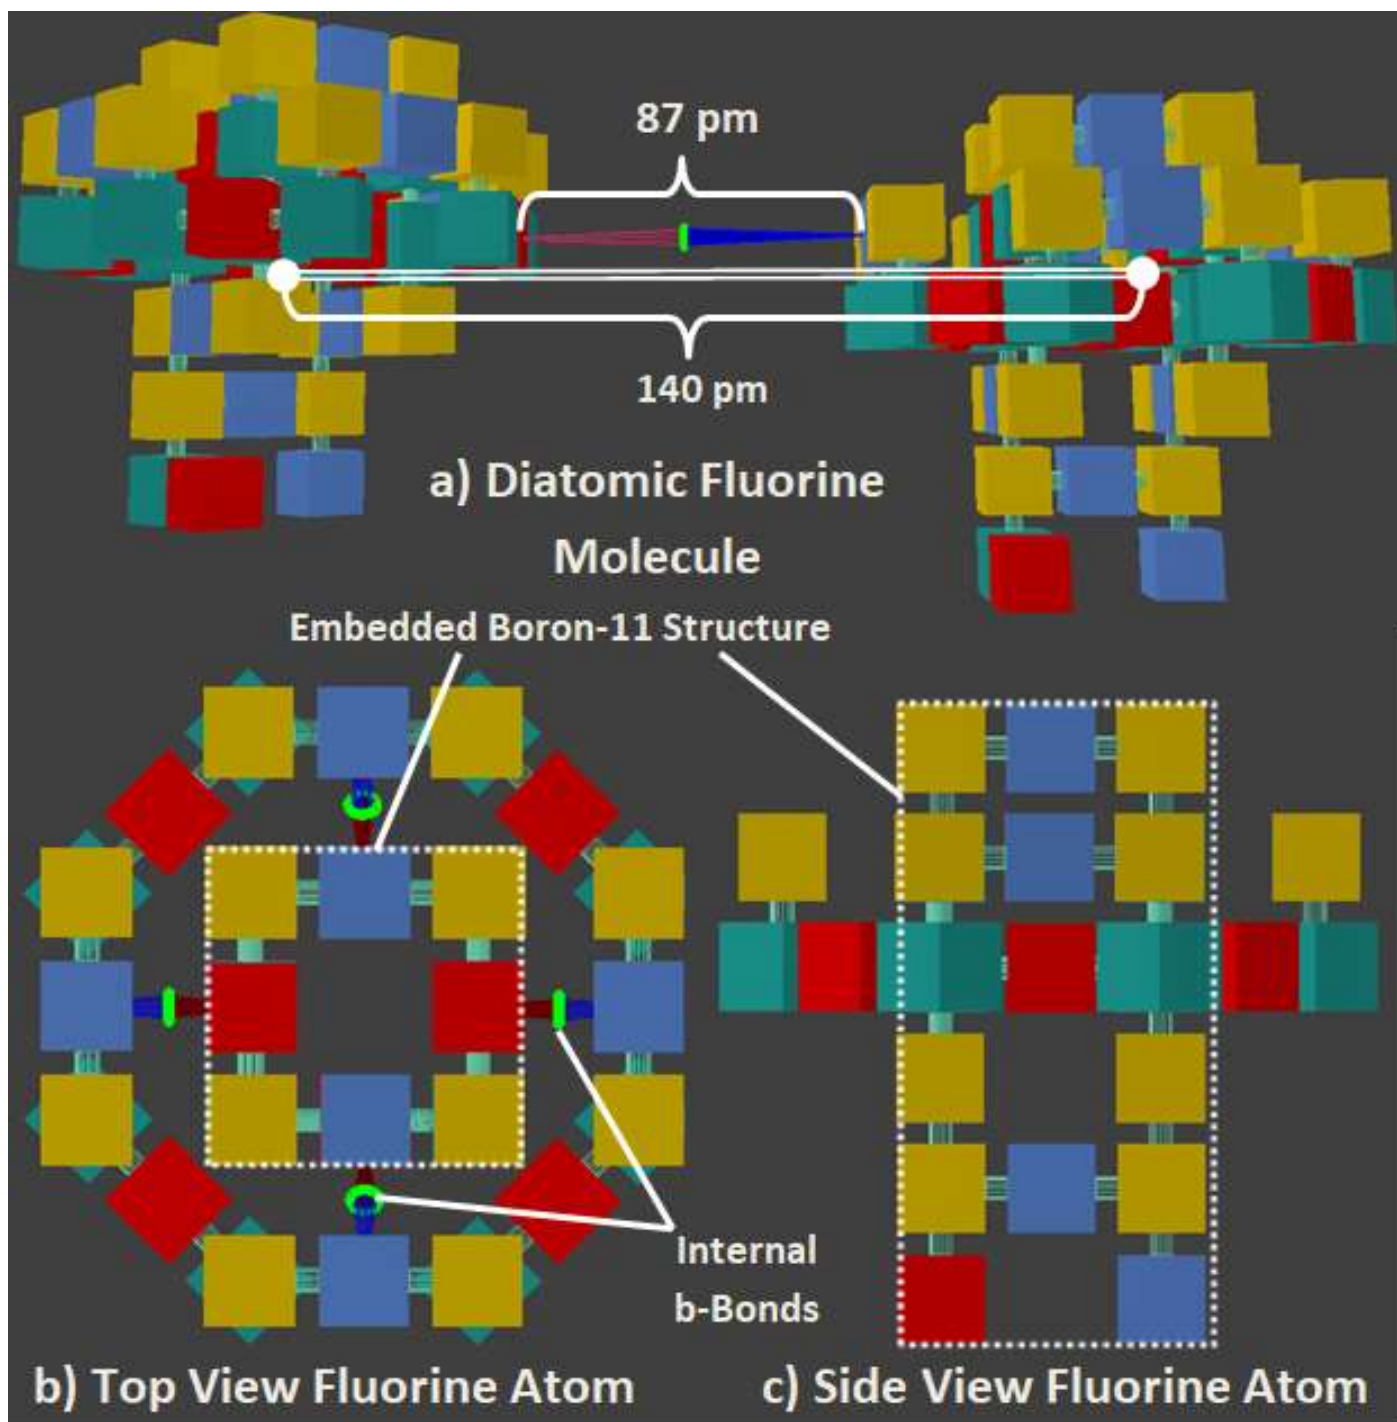 87 pm
140 pm
a) Diatomic Fluorine
Molecule
Embedded Boron-11 Structure
Internal
b-Bonds
b) Top View Fluorine Atom
c) Side View Fluorine Atom